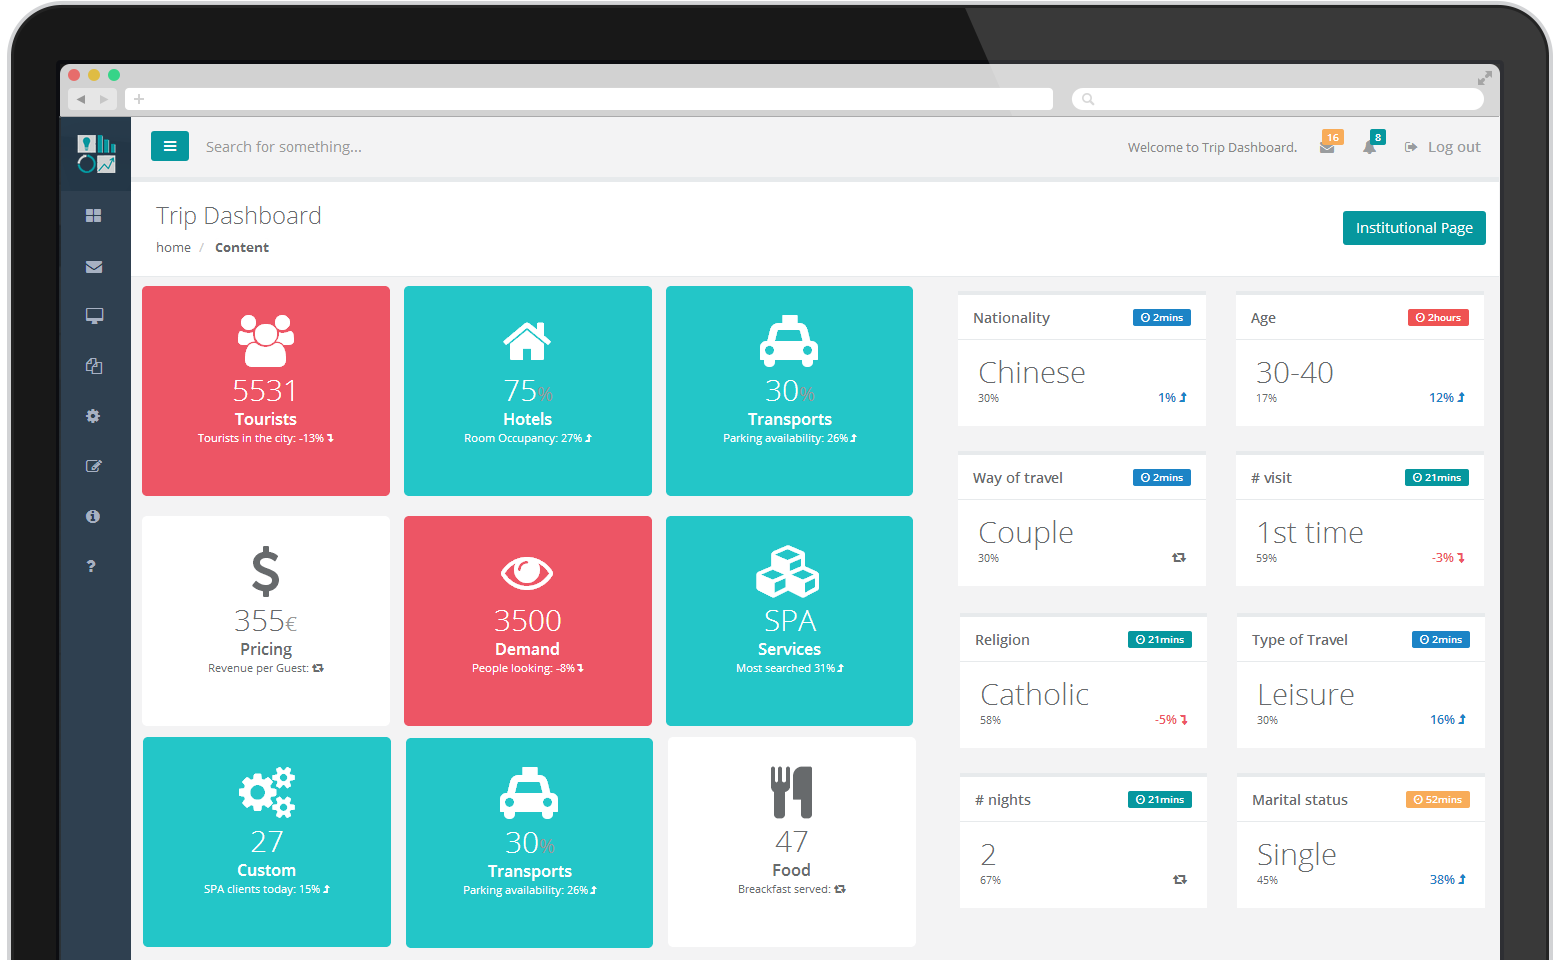 Search for something...
Welcome to Trip Dashboard.
16
8
Log out
Trip Dashboard
home / Content
Institutional Page
5531
Tourists
Tourists in the city: -13%
75%
Hotels
Room Occupancy: 27%
30%
Transports
Parking availability: 26%
355€
Pricing
Revenue per Guest:
3500
Demand
People looking: -8%
SPA
Services
Most searched 31%
27
Custom
SPA clients today: 15%
30%
Transports
Parking availability: 26%
47
Food
Breackfast served:
Nationality
2mins
Chinese
30%
1%
Age
2hours
30-40
17%
12%
Way of travel
2mins
Couple
30%
# visit
21mins
1st time
59%
-3%
Religion
21mins
Catholic
58%
-5%
Type of Travel
2mins
Leisure
30%
16%
# nights
21mins
2
67%
Marital status
52mins
Single
45%
38%